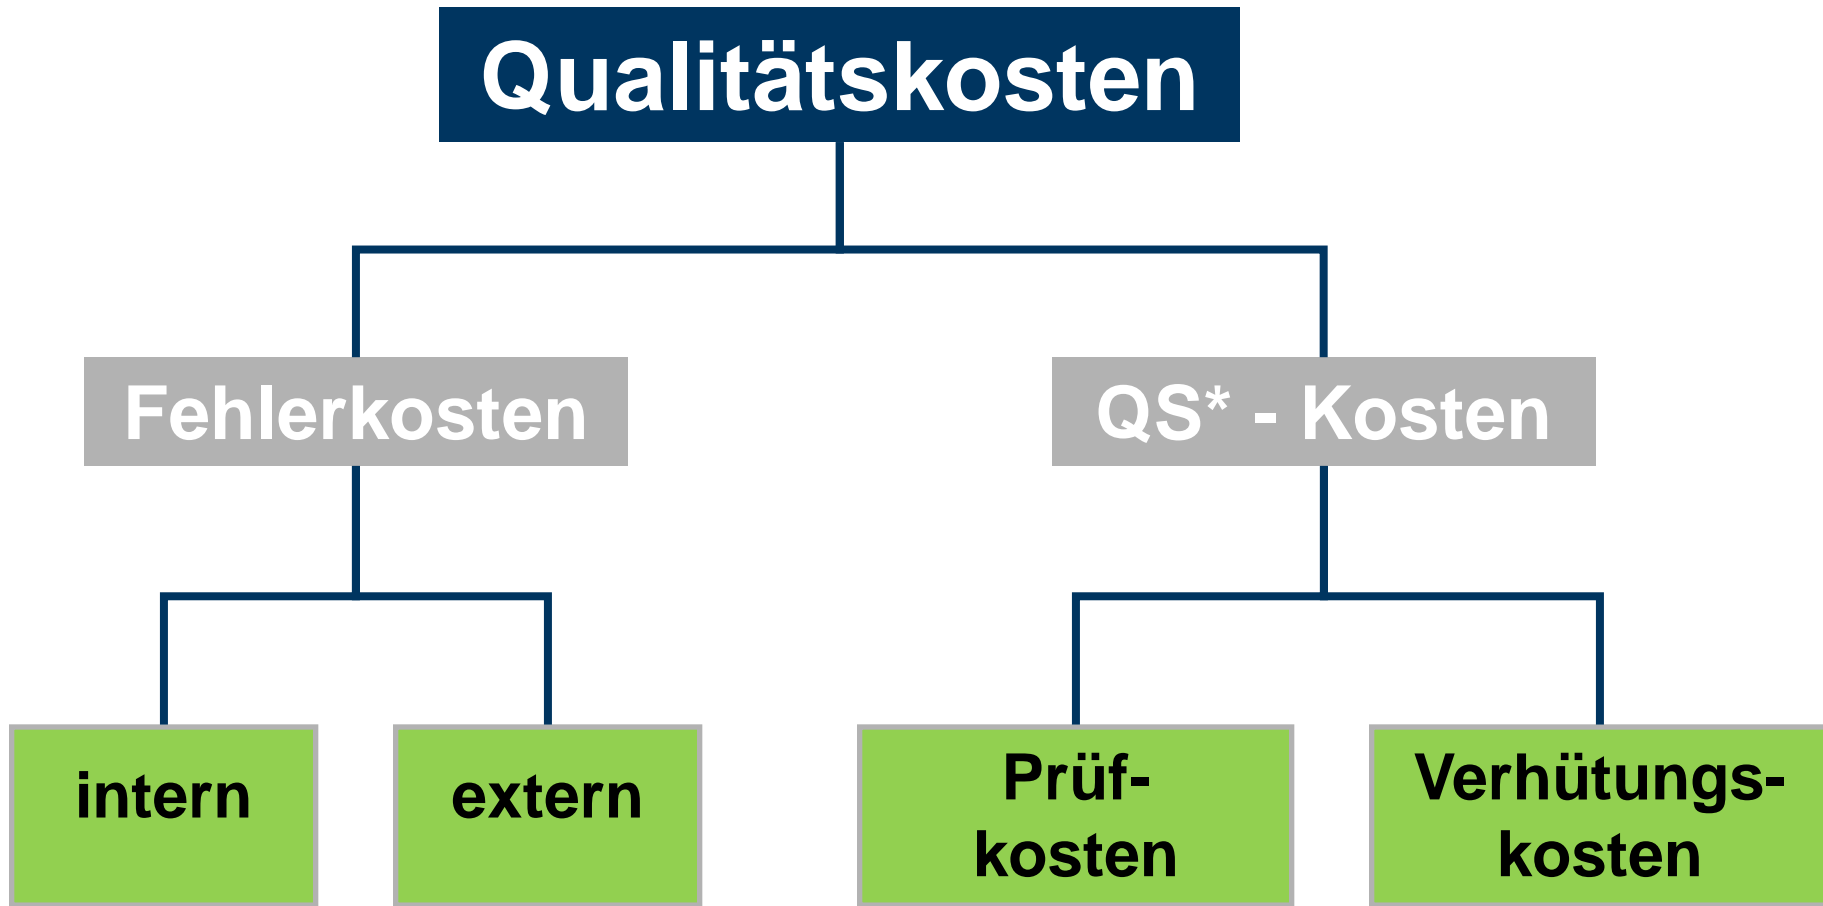 Qualitätskosten
Fehlerkosten
QS* - Kosten
intern
extern
Prüf-
kosten
Verhütungs-
kosten